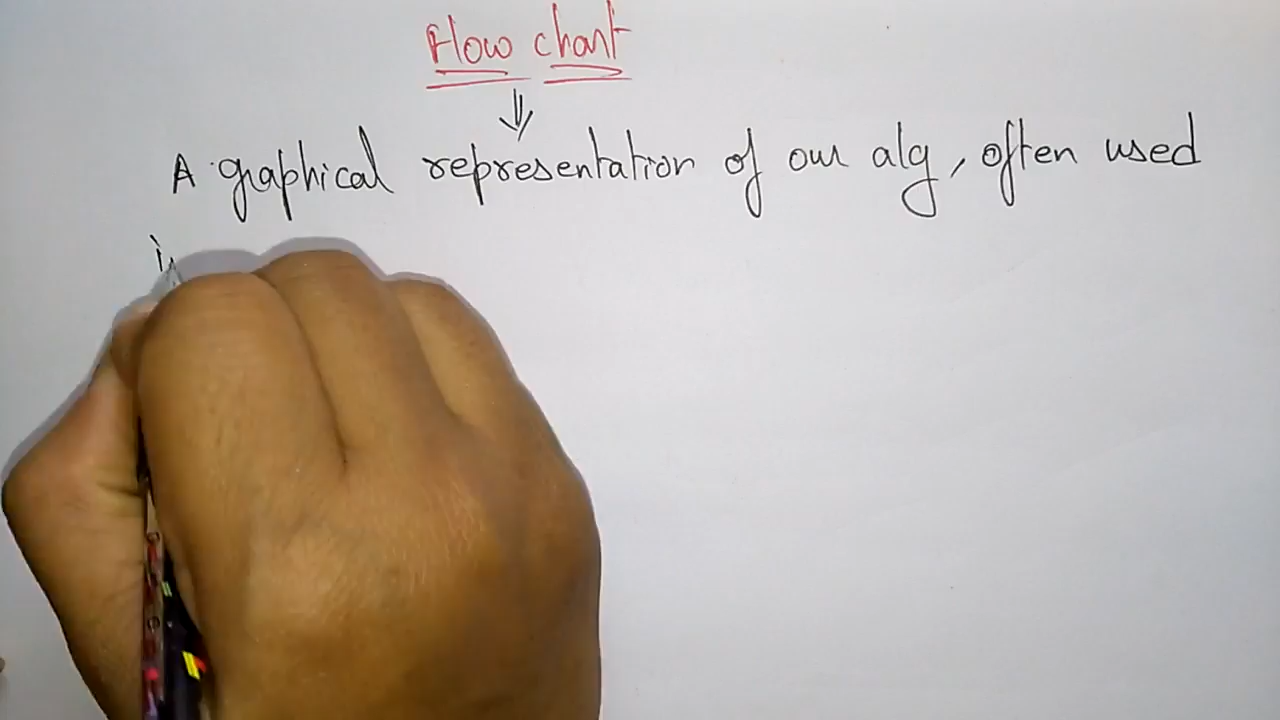 Flow chart
A graphical representation of our alg, often used